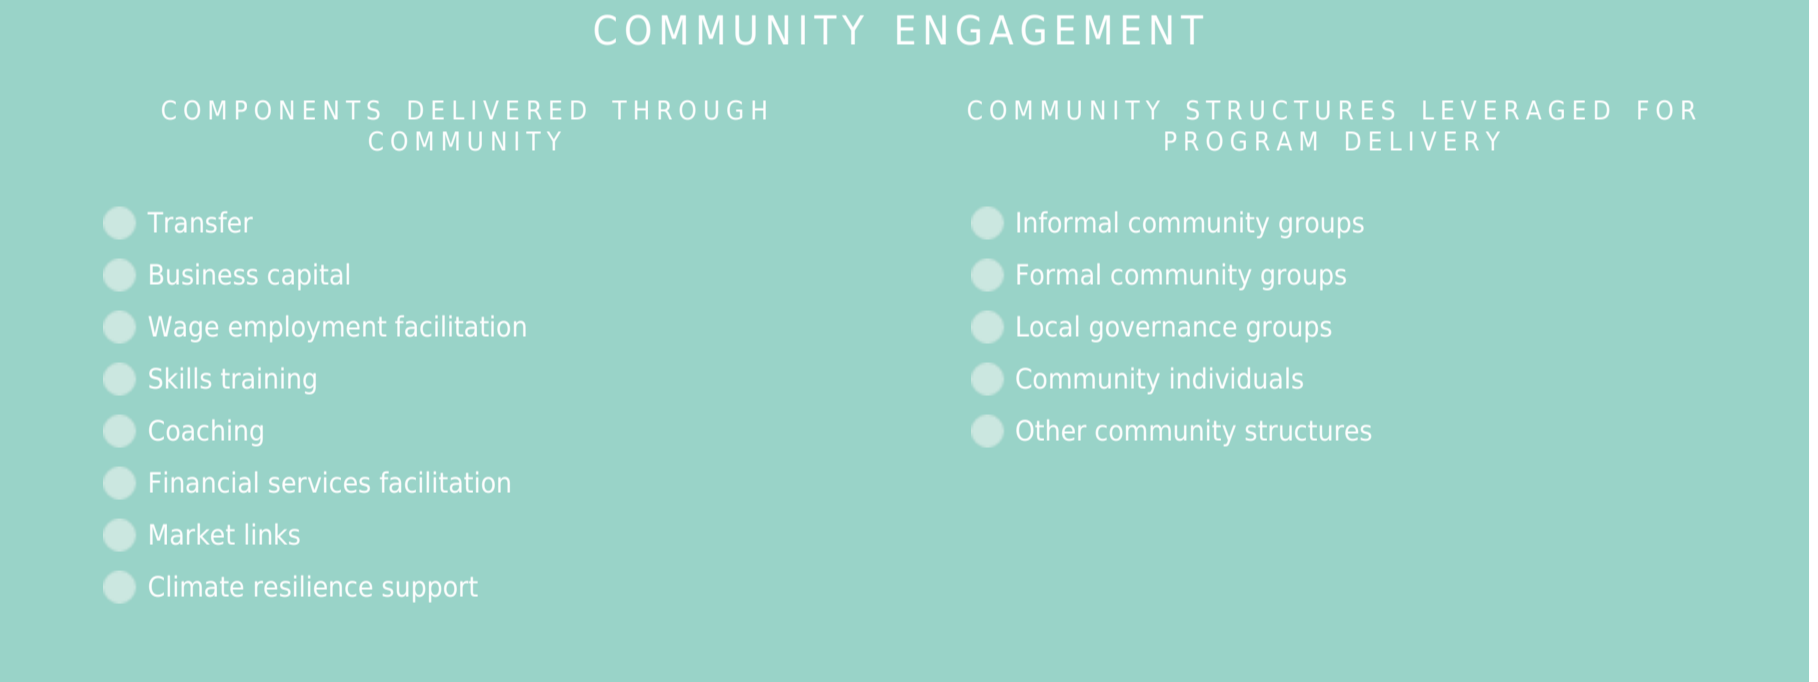 COMMUNITY ENGAGEMENT
COMPONENTS DELIVERED THROUGH
COMMUNITY
Transfer
Business capital
Wage employment facilitation
Skills training
Coaching
Financial services facilitation
Market links
Climate resilience support
COMMUNITY STRUCTURES LEVERAGED FOR
PROGRAM DELIVERY
Informal community groups
Formal community groups
Local governance groups
Community individuals
Other community structures